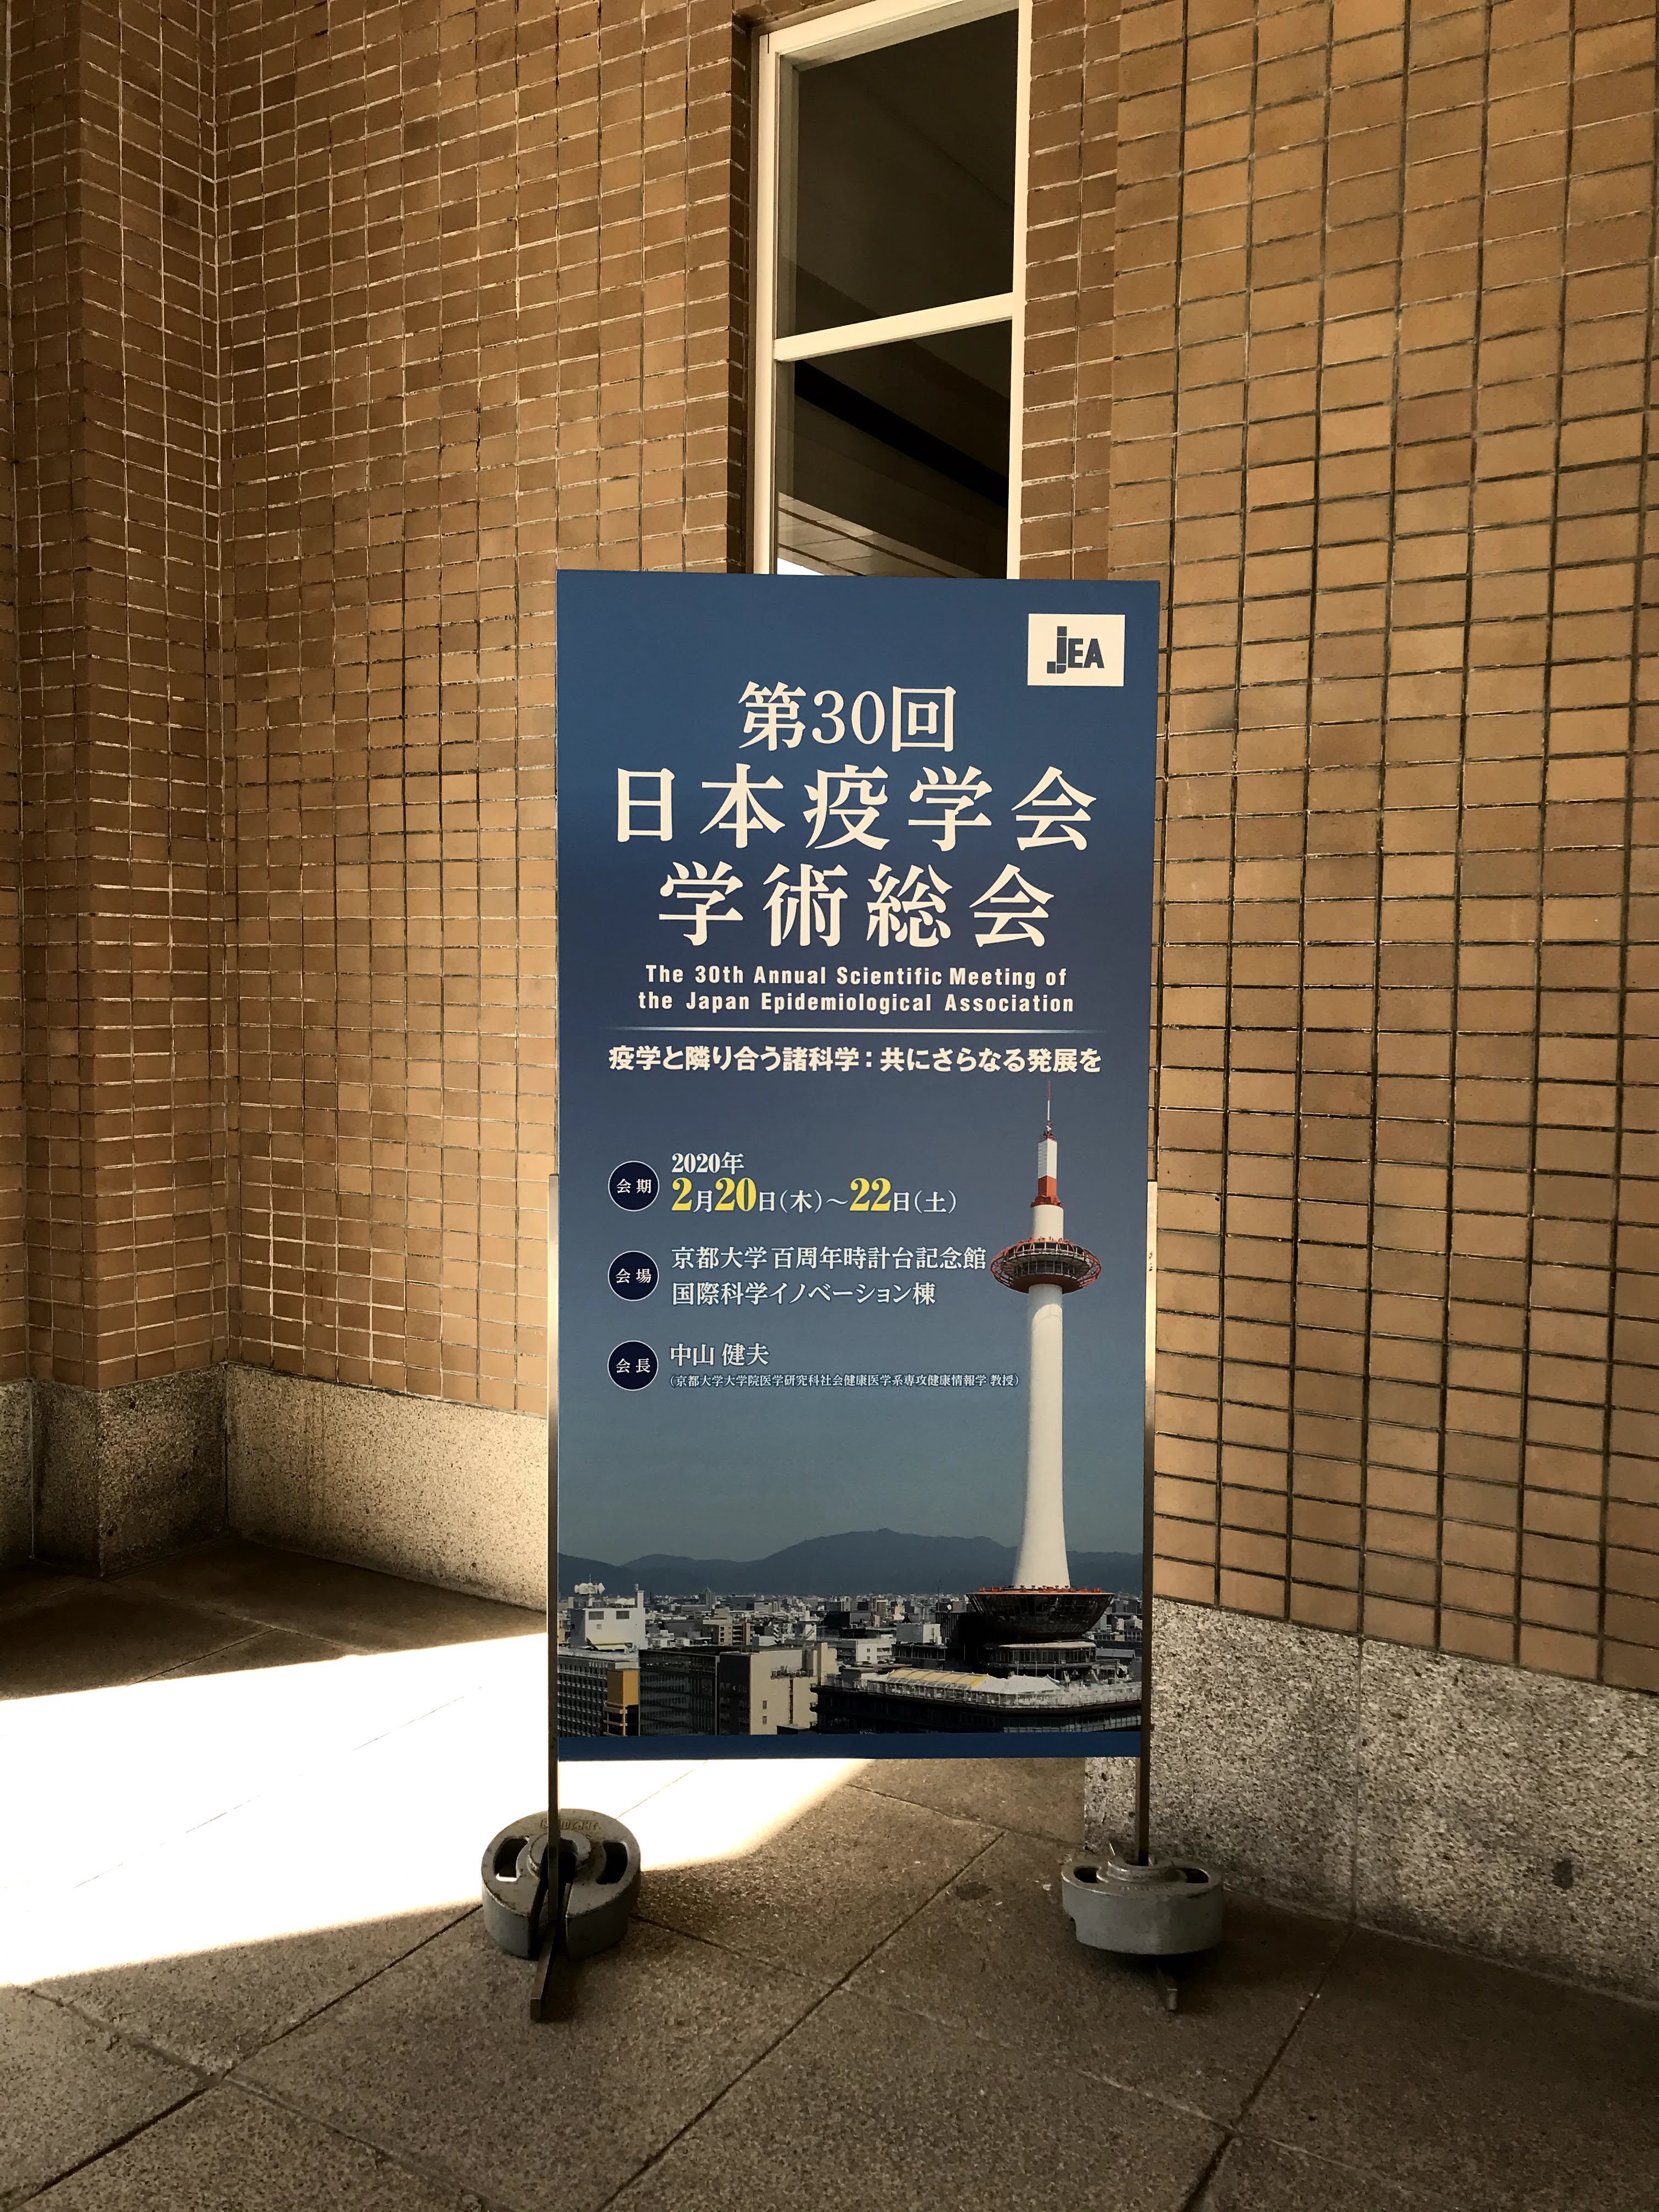 JEA
第30回
日本疫学会
学術総会
The 30th Annual Scientific Meeting of
the Japan Epidemiological Association
疫学と隣り合う諸科学：共にさらなる発展を
会期
2020年
2月20日（木）～22日（土）
会場
京都大学 百周年時計台記念館
国際科学イノベーション棟
会長
中山 健夫
（京都大学大学院医学研究科社会健康医学系専攻健康情報学 教授）